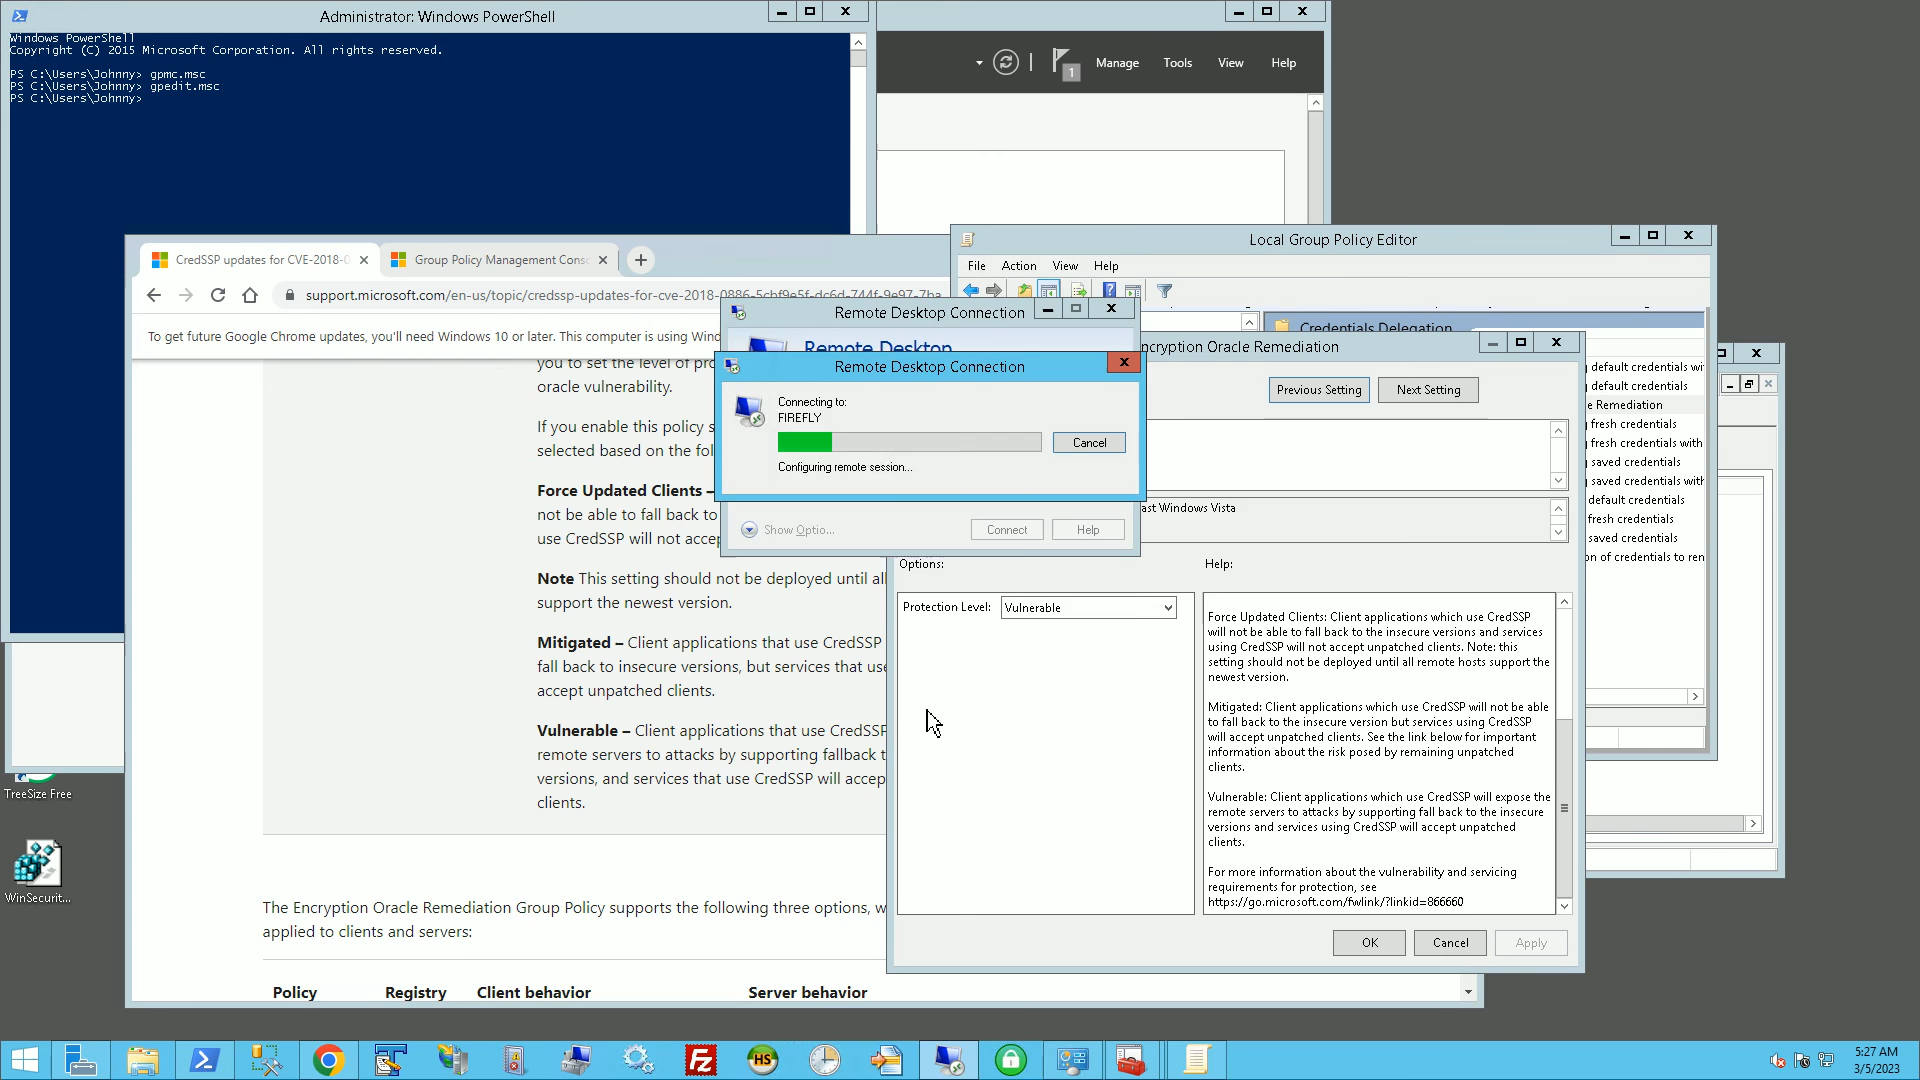 Administrator: Windows PowerShell
Windows PowerShell
Copyright (C) 2015 Microsoft Corporation. All rights reserved.
PS C:\Users\Johnny> gpmc.msc
PS C:\Users\Johnny> gpedit.msc
PS C:\Users\Johnny>
1
Manage
Tools
View
Help
CredSSP updates for CVE-2018-0
Group Policy Management Conso
support.microsoft.com/en-us/topic/credssp-updates-for-cve-2018-0886-5cbf9e5f-dc6d-744f-9e97-7ba
To get future Google Chrome updates, you'll need Windows 10 or later. This computer is using Wind
you to set the level of pro
oracle vulnerability.
If you enable this policy s
selected based on the fol
Force Updated Clients –
not be able to fall back to
use CredSSP will not accep
Note This setting should not be deployed until all
support the newest version.
Mitigated – Client applications that use CredSSP
fall back to insecure versions, but services that use
accept unpatched clients.
Vulnerable – Client applications that use CredSSP
remote servers to attacks by supporting fallback t
versions, and services that use CredSSP will accep
clients.
The Encryption Oracle Remediation Group Policy supports the following three options, w
applied to clients and servers:
Policy
Registry
Client behavior
Server behavior
Local Group Policy Editor
File
Action
View
Help
Credentials Delegation
default credentials wi
default credentials
e Remediation
fresh credentials
fresh credentials with
saved credentials
saved credentials with
default credentials
fresh credentials
saved credentials
on of credentials to ren
Remote Desktop Connection
Remote Desktop
Show Optio...
Connect
Help
Remote Desktop Connection
Connecting to:
FIREFLY
Cancel
Configuring remote session...
ncryption Oracle Remediation
Previous Setting
Next Setting
ast Windows Vista
Options:
Help:
Protection Level:
Vulnerable
Force Updated Clients: Client applications which use CredSSP
will not be able to fall back to the insecure versions and services
using CredSSP will not accept unpatched clients. Note: this
setting should not be deployed until all remote hosts support the
newest version.
Mitigated: Client applications which use CredSSP will not be able
to fall back to the insecure version but services using CredSSP
will accept unpatched clients. See the link below for important
information about the risk posed by remaining unpatched
clients.
Vulnerable: Client applications which use CredSSP will expose the
remote servers to attacks by supporting fall back to the insecure
versions and services using CredSSP will accept unpatched
clients.
For more information about the vulnerability and servicing
requirements for protection, see
https://go.microsoft.com/fwlink/?linkid=866660
OK
Cancel
Apply
TreeSize Free
WinSecurit...
Fz
HS
5:27 AM
3/5/2023